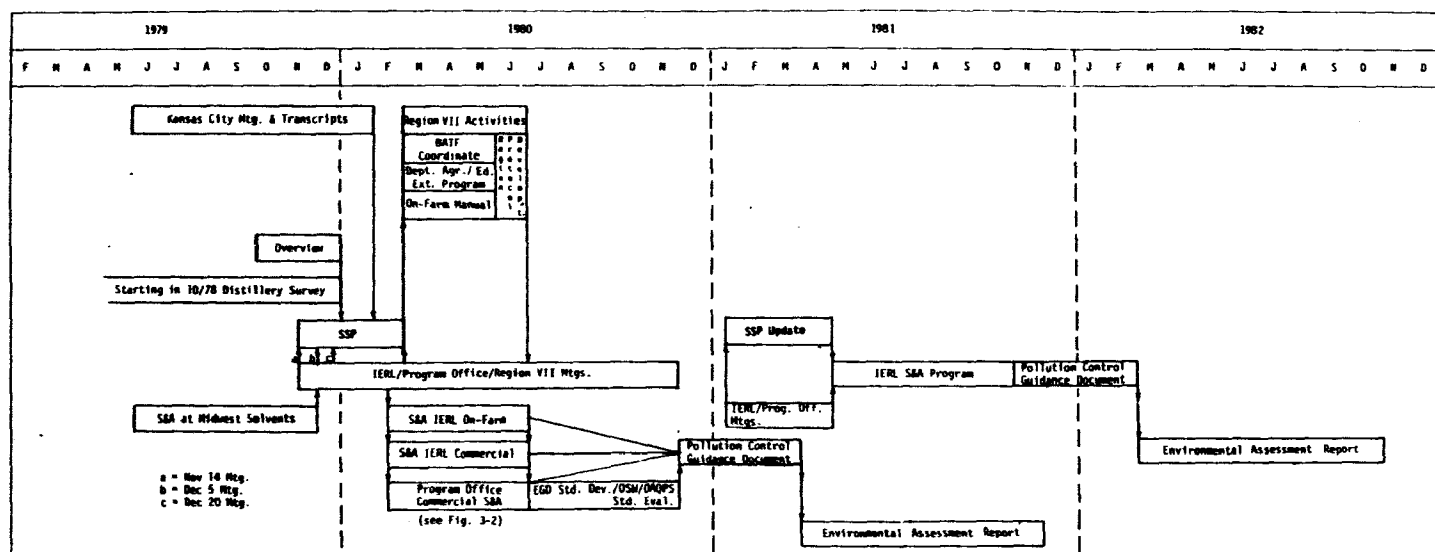 1979 1980 1981 1982
F M A M J J A S O N D J F M A M J J A S O N D J F M A M J J A S O N D J F M A M J J A S O N D
Kansas City Mtg. & Transcripts
Region VII Activities
BATF
Coordinate
Dept. Agr./ Ed.
Ext. Program
On-Farm Manual
Overview
Starting in 10/78 Distillery Survey
SSP
a b c
IERL/Program Office/Region VII Mtgs.
S&A at Midwest Solvents
S&A IERL On-Farm
S&A IERL Commercial
Program Office
Commercial S&A
(see Fig. 3-2)
EGD Std. Dev./OSW/OAQPS
Std. Eval.
Pollution Control
Guidance Document
Environmental Assessment Report
SSP Update
IERL/Prog. Off.
Mtgs.
IERL S&A Program
Pollution Control
Guidance Document
Environmental Assessment Report
a = Nov 14 Mtg.
b = Dec 5 Mtg.
c = Dec 20 Mtg.